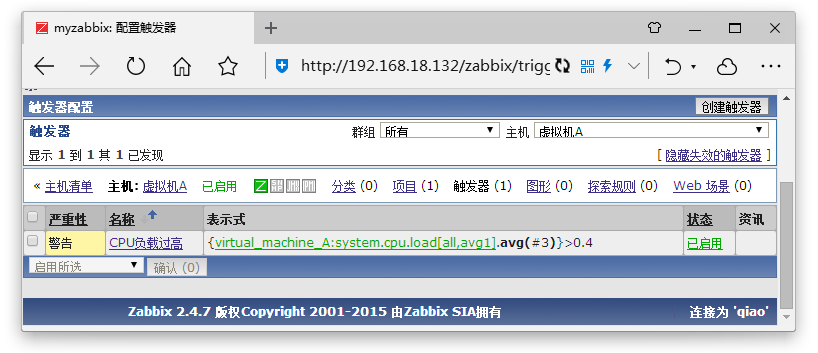 myzabbix: 配置触发器
http://192.168.18.132/zabbix/trigg
触发器配置 创建触发器
触发器 群组 所有 主机 虚拟机A
显示 1 到 1 其 1 已发现 [ 隐藏失效的触发器 ]
« 主机清单 主机: 虚拟机A 已启用 Z 分类 (0) 项目 (1) 触发器 (1) 图形 (0) 探索规则 (0) Web 场景 (0)
严重性 名称 表示式 状态 资讯
警告 CPU负载过高 {virtual_machine_A:system.cpu.load[all,avg1].avg(#3)}>0.4 已启用
启用所选 确认 (0)
Zabbix 2.4.7 版权Copyright 2001-2015 由Zabbix SIA拥有 连接为 'qiao'